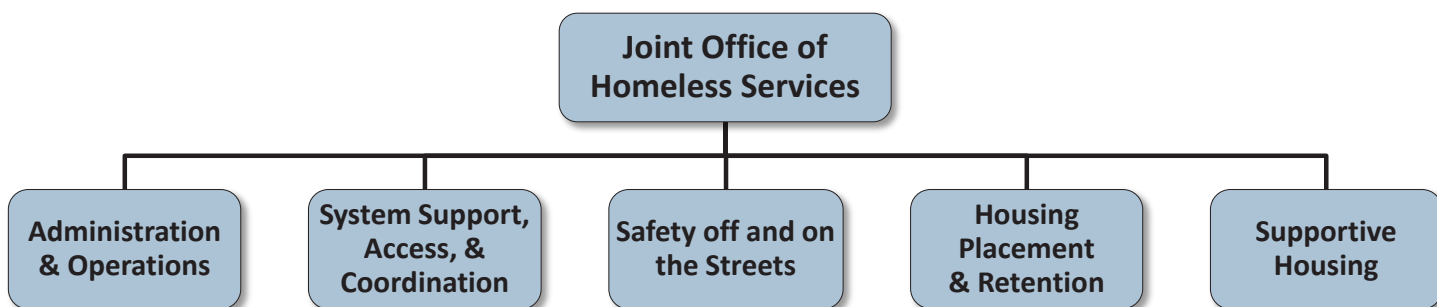 Joint Office of
Homeless Services
Administration
& Operations
System Support,
Access, &
Coordination
Safety off and on
the Streets
Housing
Placement
& Retention
Supportive
Housing